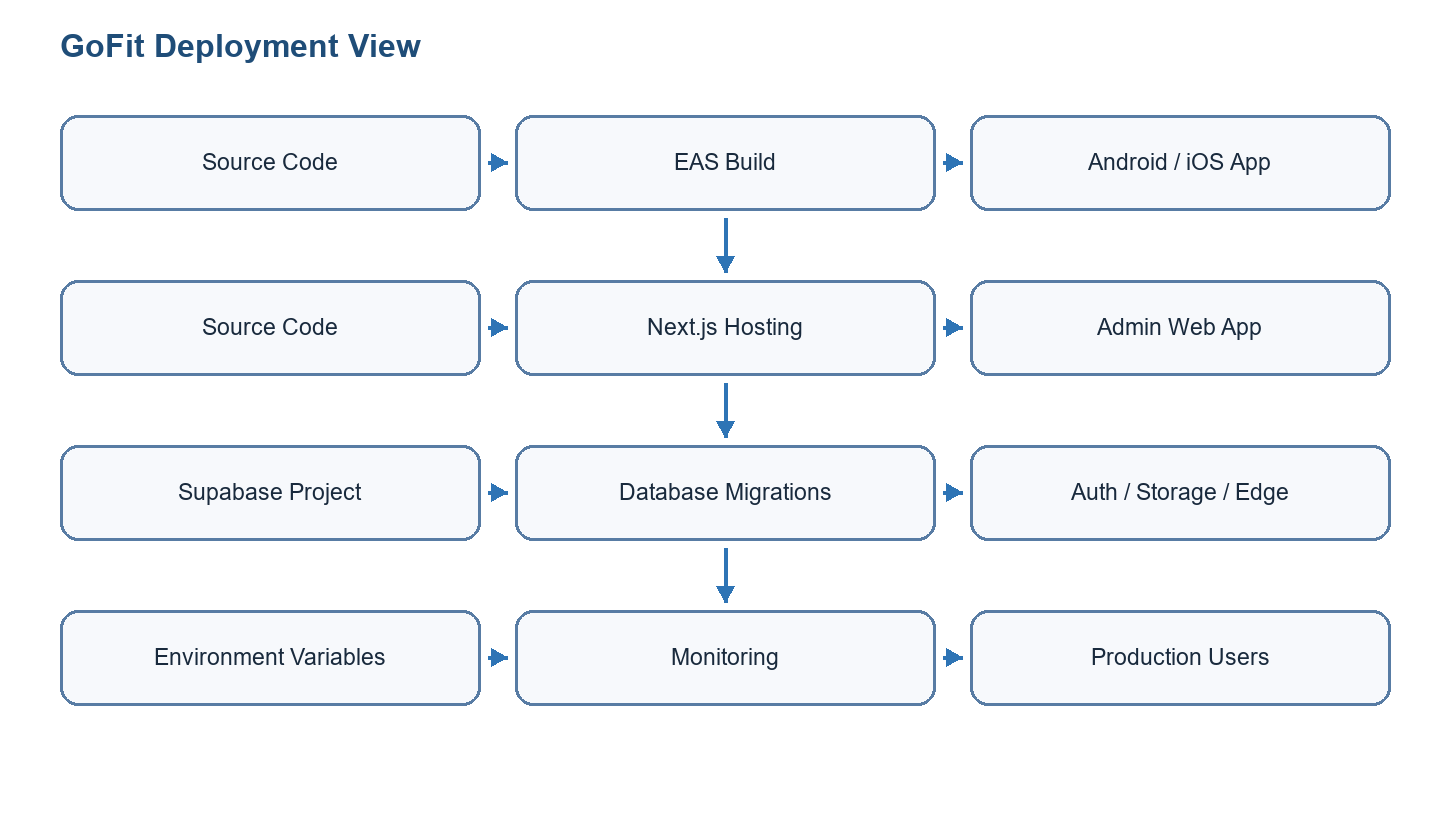 GoFit Deployment View
Source Code
EAS Build
Android / iOS App
Source Code
Next.js Hosting
Admin Web App
Supabase Project
Database Migrations
Auth / Storage / Edge
Environment Variables
Monitoring
Production Users